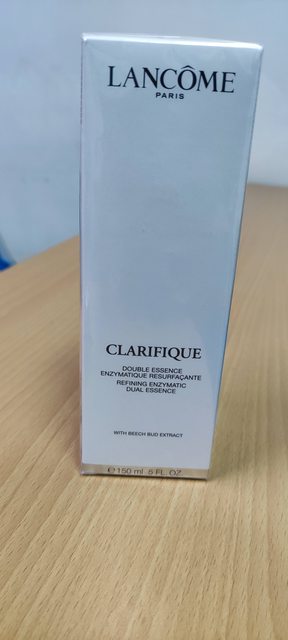 LANCÔME
PARIS
CLARIFIQUE
DOUBLE ESSENCE
ENZYMATIQUE RESURFAÇANTE
REFINING ENZYMATIC
DUAL ESSENCE
WITH BEECH BUD EXTRACT
℮ 150 ml 5 FL. OZ.